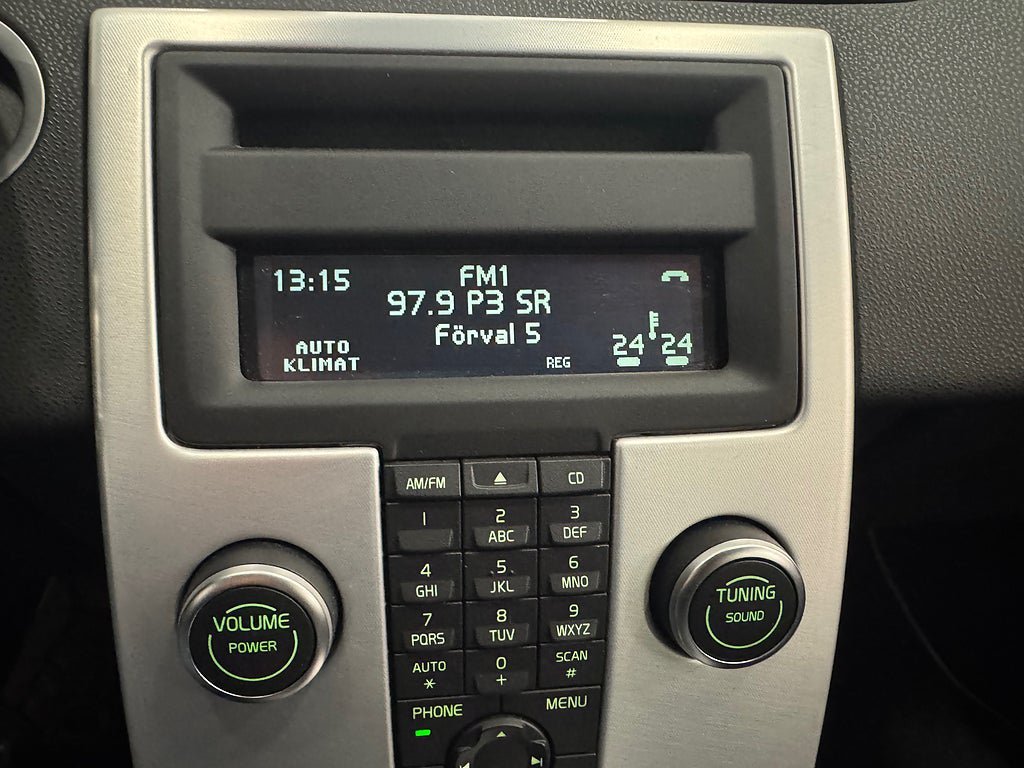 13:15
FM1
97.9 P3 SR
Förval 5
AUTO
KLIMAT
REG
24 24
AM/FM
CD
1
2
ABC
3
DEF
4
GHI
5
JKL
6
MNO
7
PQRS
8
TUV
9
WXYZ
AUTO
*
0
+
SCAN
#
PHONE
MENU
VOLUME
POWER
TUNING
SOUND